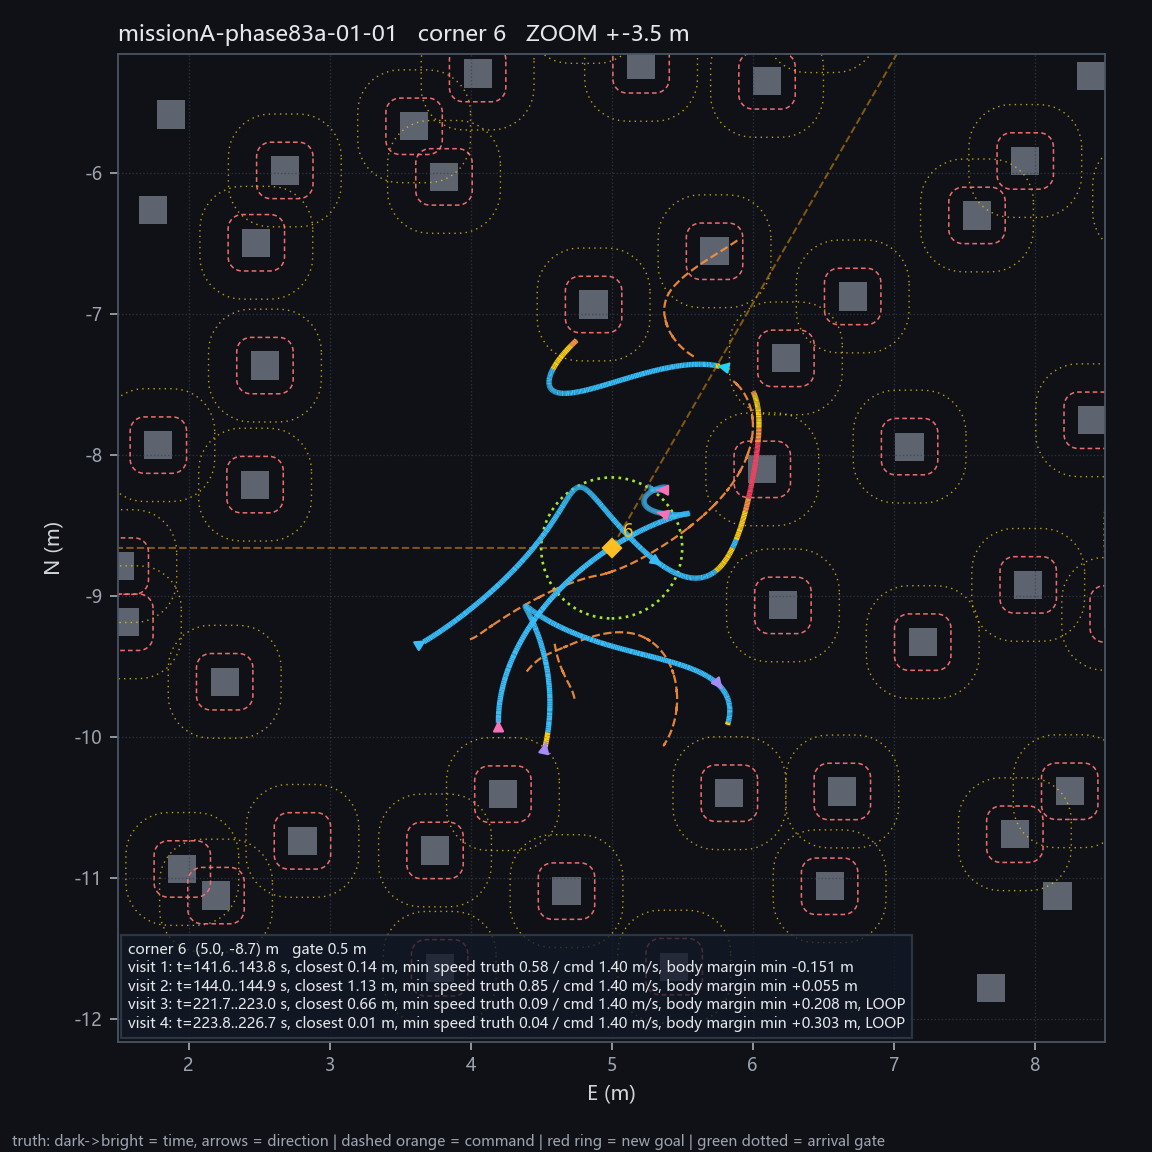 missionA-phase83a-01-01   corner 6   ZOOM +-3.5 m
-6
-7
-8
6
-9
-10
-11
-12
N (m)
corner 6  (5.0, -8.7) m   gate 0.5 m
visit 1: t=141.6..143.8 s, closest 0.14 m, min speed truth 0.58 / cmd 1.40 m/s, body margin min -0.151 m
visit 2: t=144.0..144.9 s, closest 1.13 m, min speed truth 0.85 / cmd 1.40 m/s, body margin min +0.055 m
visit 3: t=221.7..223.0 s, closest 0.66 m, min speed truth 0.09 / cmd 1.40 m/s, body margin min +0.208 m, LOOP
visit 4: t=223.8..226.7 s, closest 0.01 m, min speed truth 0.04 / cmd 1.40 m/s, body margin min +0.303 m, LOOP
2 3 4 5 6 7 8
E (m)
truth: dark->bright = time, arrows = direction | dashed orange = command | red ring = new goal | green dotted = arrival gate